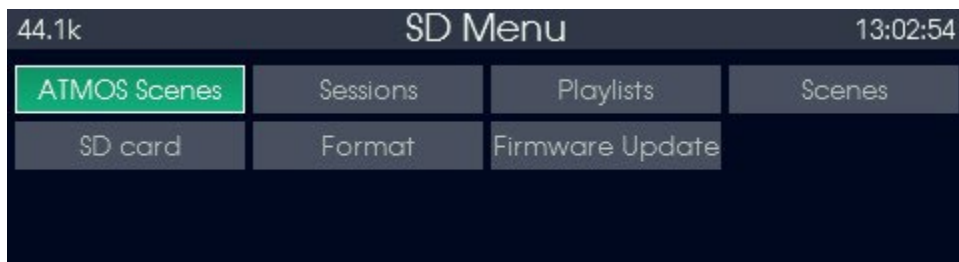 44.1k SD Menu 13:02:54
ATMOS Scenes Sessions Playlists Scenes
SD card Format Firmware Update